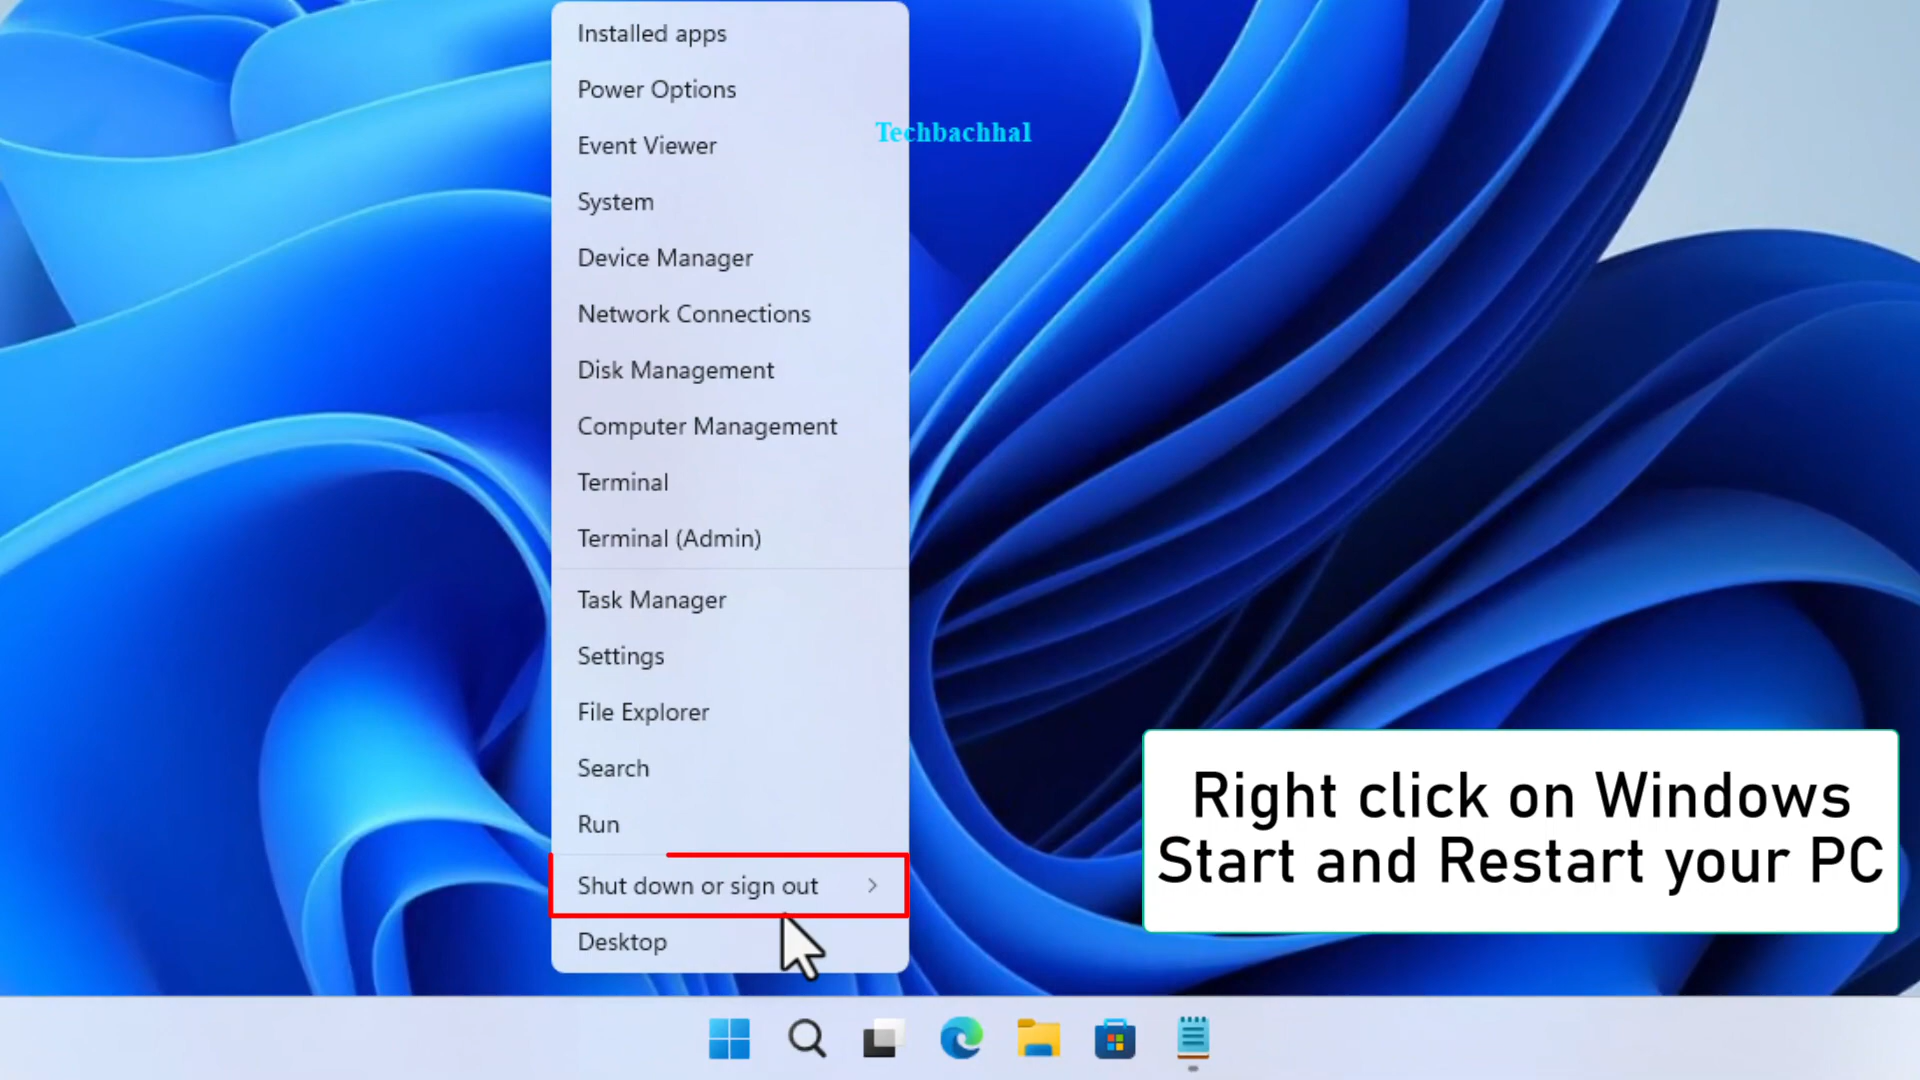 Installed apps
Power Options
Techbachhal
Event Viewer
System
Device Manager
Network Connections
Disk Management
Computer Management
Terminal
Terminal (Admin)
Task Manager
Settings
File Explorer
Search
Run
Shut down or sign out
Desktop
Right click on Windows
Start and Restart your PC